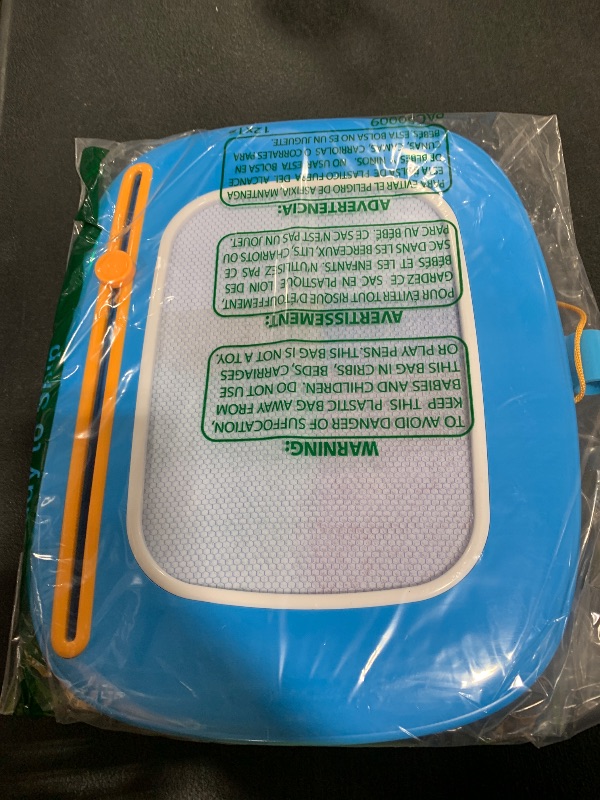 WARNING:
TO AVOID DANGER OF SUFFOCATION,
KEEP THIS PLASTIC BAG AWAY FROM
BABIES AND CHILDREN. DO NOT USE
THIS BAG IN CRIBS, BEDS, CARRIAGES
OR PLAY PENS. THIS BAG IS NOT A TOY.
AVERTISSEMENT:
POUR ÉVITER TOUT RISQUE D'ÉTOUFFEMENT,
GARDEZ CE SAC EN PLASTIQUE LOIN DES
BÉBÉS ET LES ENFANTS. N'UTILISEZ PAS CE
SAC DANS LES BERCEAUX, LITS, CHARIOTS OU
PARC AU BÉBÉ. CE SAC N'EST PAS UN JOUET.
ADVERTENCIA:
PARA EVITAR EL PELIGRO DE ASFIXIA, MANTENGA
ESTA BOLSA DE PLASTICO FUERA DEL ALCANCE
DE BEBES Y NIÑOS. NO USAR ESTA BOLSA EN
CUNAS, CAMAS, CARRIOLAS O CORRALES PARA
BEBES. ESTA BOLSA NO ES UN JUGUETE.